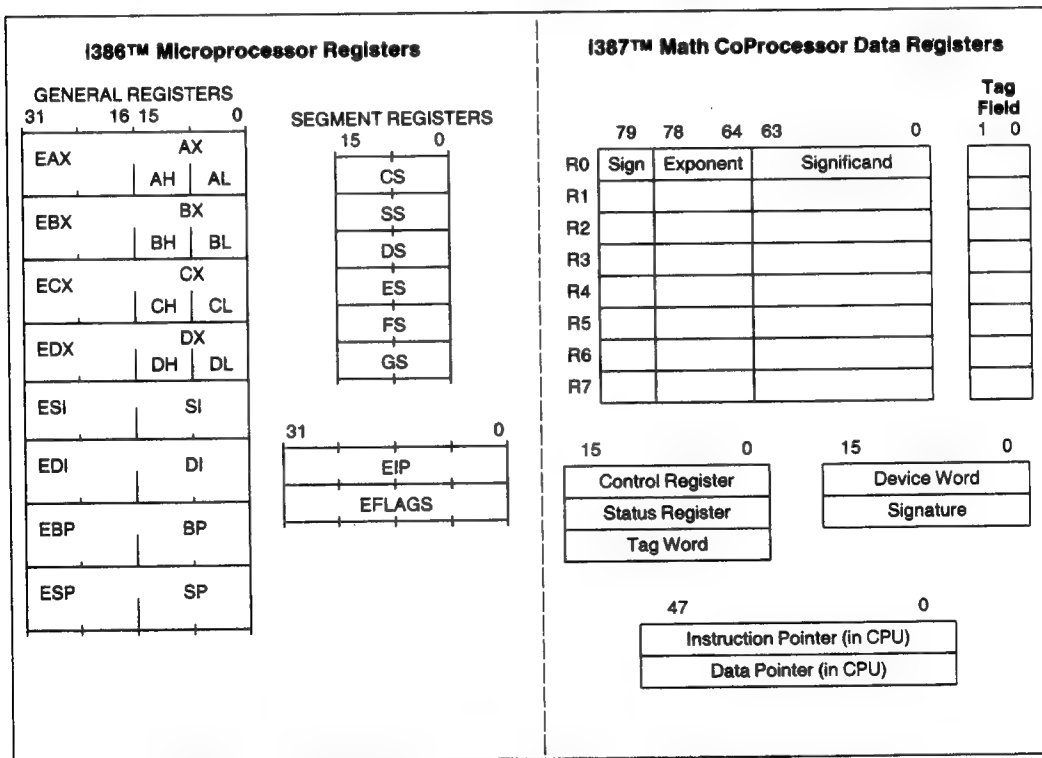 i386™ Microprocessor Registers
GENERAL REGISTERS
31 16 15 0
EAX AX
AH AL
EBX BX
BH BL
ECX CX
CH CL
EDX DX
DH DL
ESI SI
EDI DI
EBP BP
ESP SP
SEGMENT REGISTERS
15 0
CS
SS
DS
ES
FS
GS
31 0
EIP
EFLAGS
i387™ Math CoProcessor Data Registers
Tag
Field
79 78 64 63 0 1 0
R0 Sign Exponent Significand
R1
R2
R3
R4
R5
R6
R7
15 0
Control Register
Status Register
Tag Word
15 0
Device Word
Signature
47 0
Instruction Pointer (in CPU)
Data Pointer (in CPU)